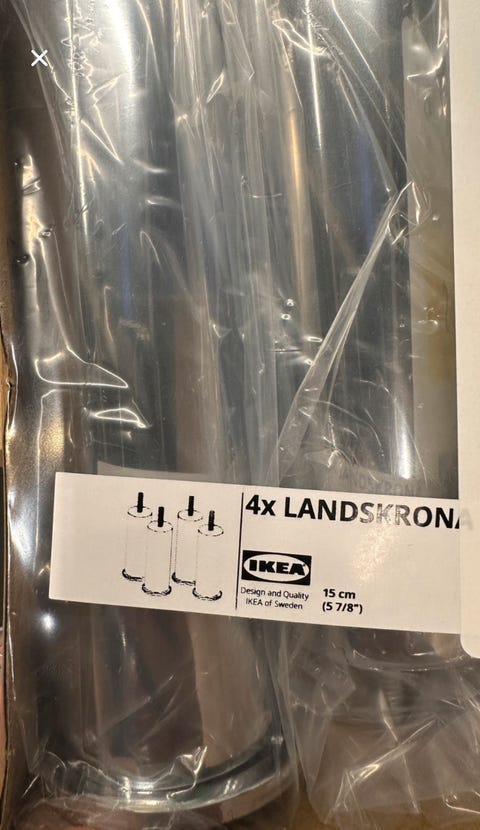 4x LANDSKRONA
IKEA
Design and Quality
IKEA of Sweden
15 cm
(5 7/8")